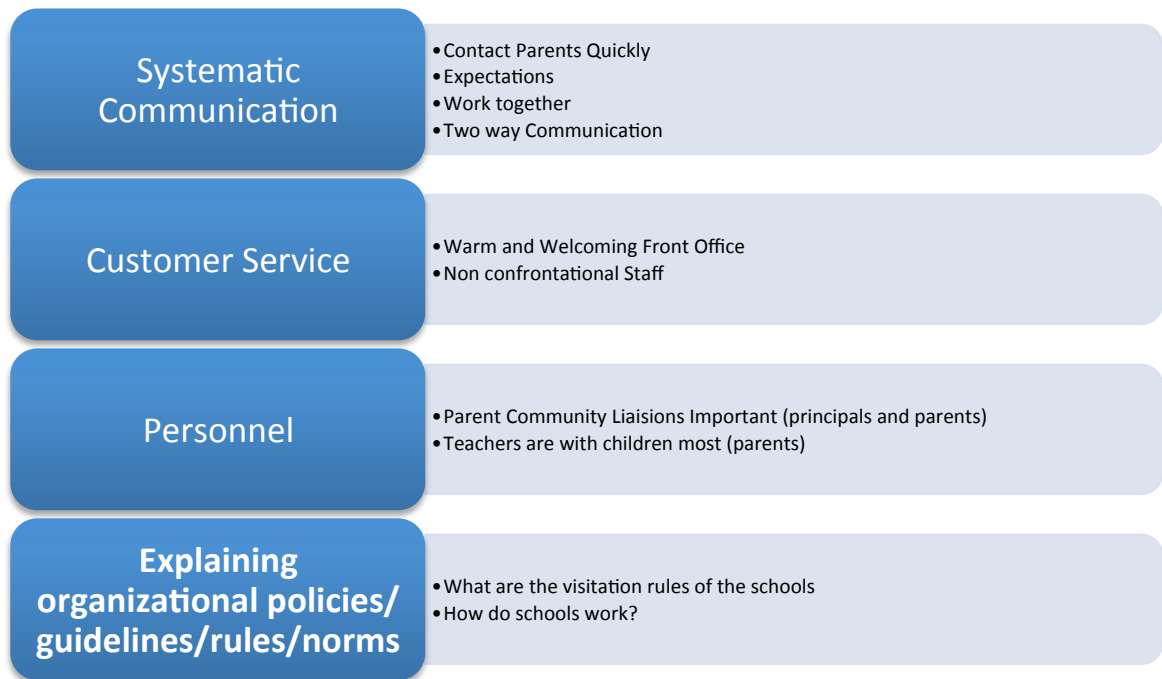 Systematic
Communication
•Contact Parents Quickly
•Expectations
•Work together
•Two way Communication
Customer Service
•Warm and Welcoming Front Office
•Non confrontational Staff
Personnel
•Parent Community Liaisions Important (principals and parents)
•Teachers are with children most (parents)
Explaining
organizational policies/
guidelines/rules/norms
•What are the visitation rules of the schools
•How do schools work?